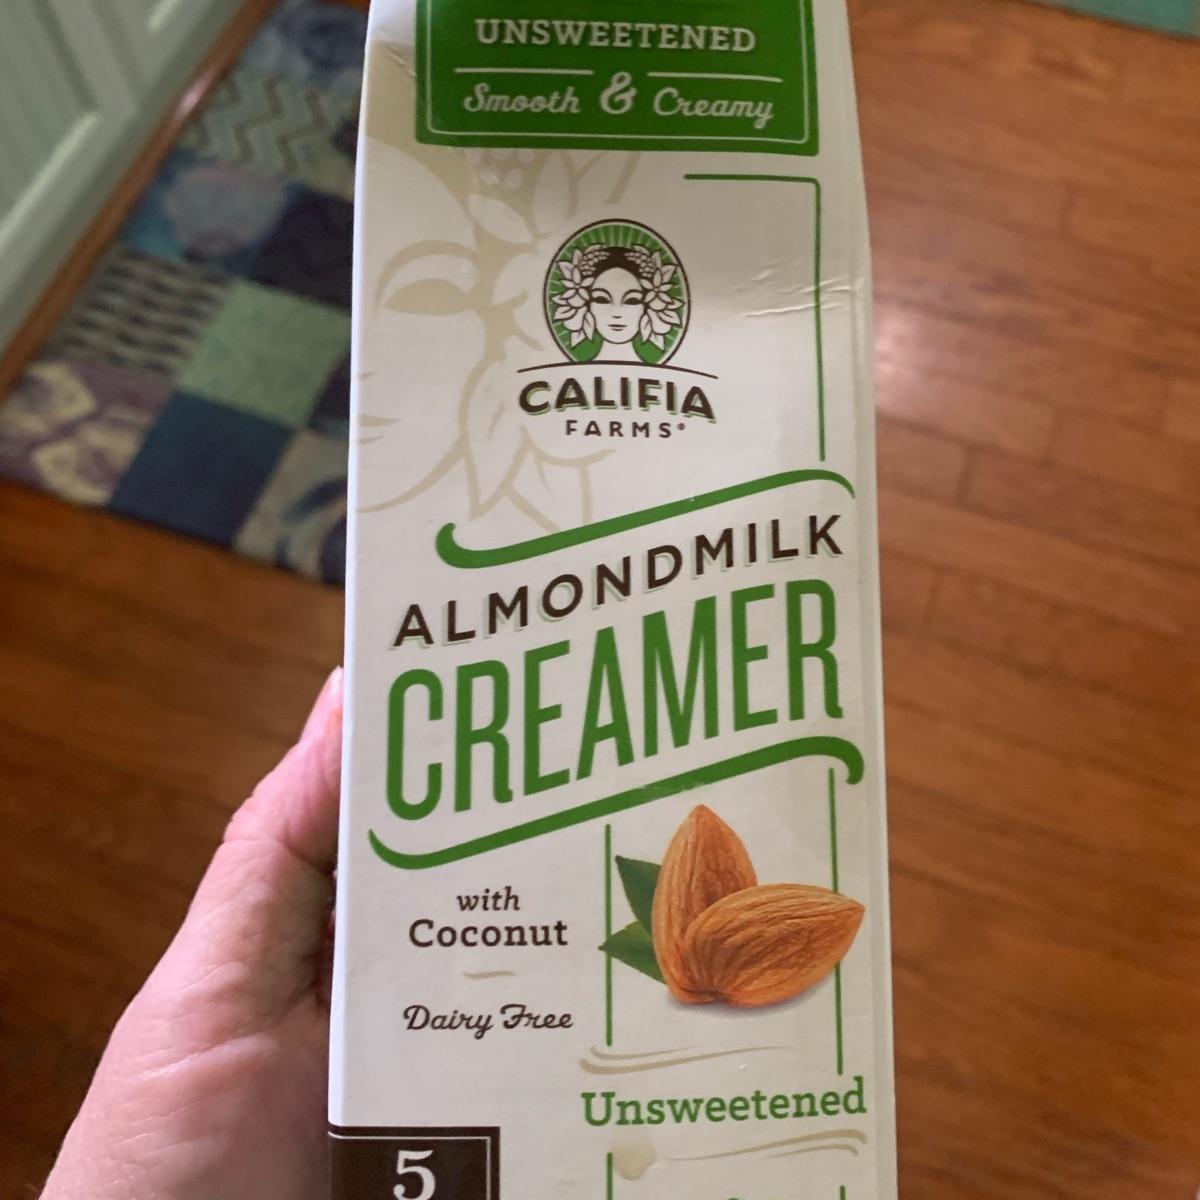 UNSWEETENED
Smooth & Creamy
CALIFIA
FARMS®
ALMONDMILK
CREAMER
with
Coconut
Dairy Free
Unsweetened
5